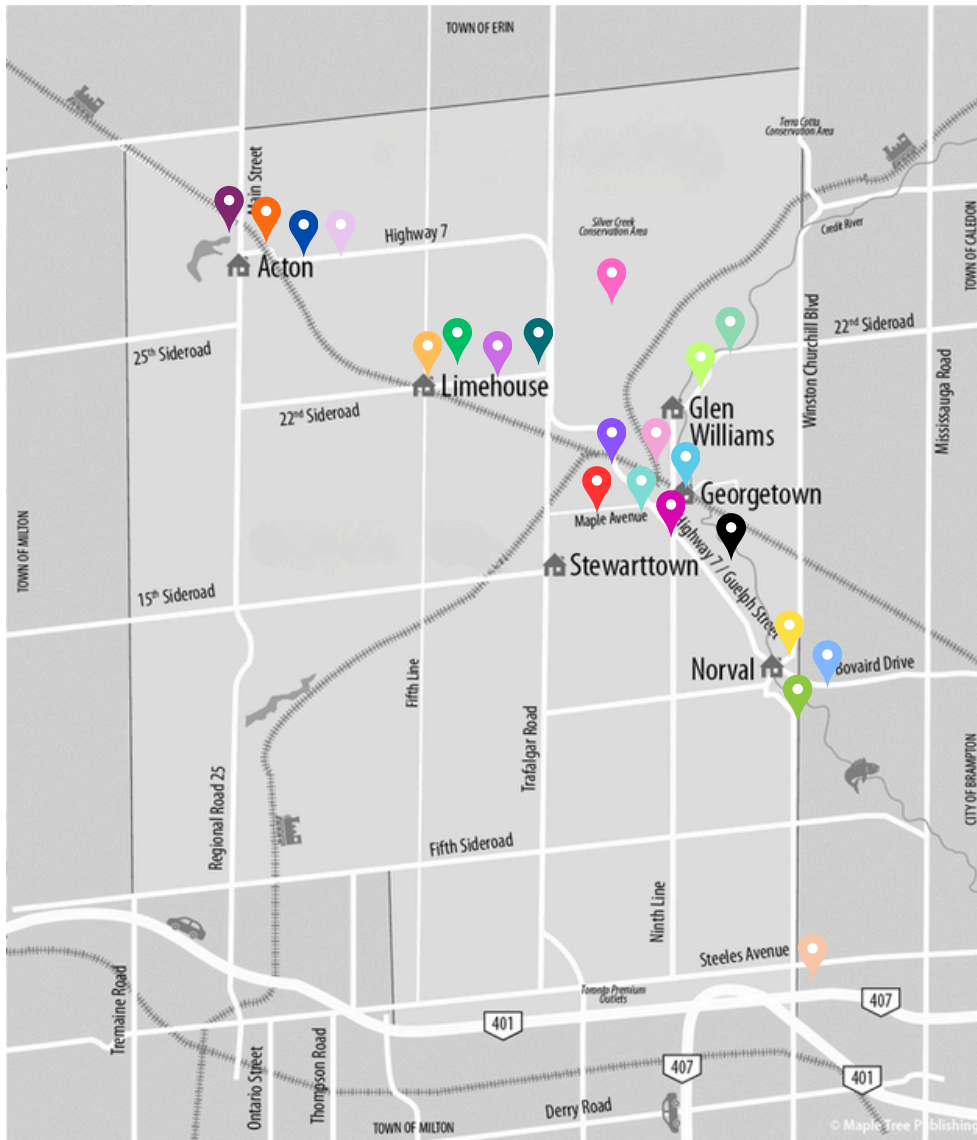 TOWN OF ERIN
Terra Cotta
Conservation Area
Main Street
Silver Creek
Conservation Area
Highway 7
Credit River
TOWN OF CALEDON
Acton
25th Sideroad
22nd Sideroad
Winston Churchill Blvd
Mississauga Road
Limehouse
22nd Sideroad
Glen
Williams
Georgetown
Maple Avenue
Highway 7 / Guelph Street
TOWN OF MILTON
Stewarttown
15th Sideroad
Norval
Bovaird Drive
Fifth Line
Trafalgar Road
Regional Road 25
CITY OF BRAMPTON
Fifth Sideroad
Ninth Line
Steeles Avenue
Toronto Premium
Outlets
Tremaine Road
407
401
Ontario Street
Thompson Road
407
401
Derry Road
TOWN OF MILTON
© Maple Tree Publishing